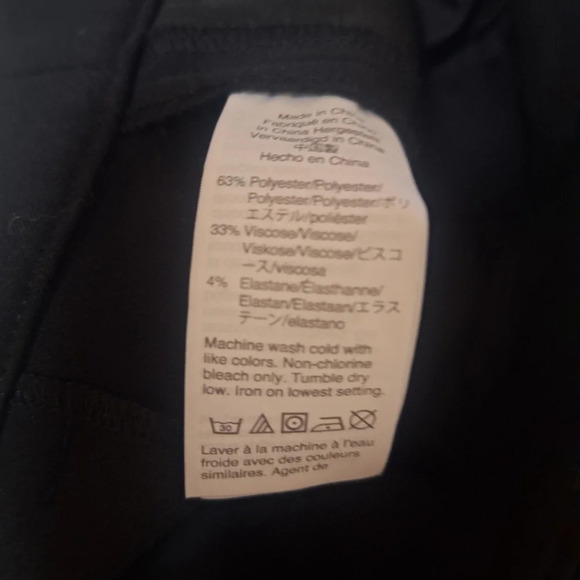 Made in China
Fabriqué en China
In China Hergestellt
Vervaardigd in China
中国製
Hecho en China
63% Polyester/Polyester/
Polyester/Polyester/ポリ
エステル/poliéster
33% Viscose/Viscose/
Viskose/Viscose/ビスコ
ース/viscosa
4% Elastane/Élasthanne/
Elastan/Elastaan/エラス
テーン/elastano
Machine wash cold with
like colors. Non-chlorine
bleach only. Tumble dry
low. Iron on lowest setting.
30
Laver à la machine à l'eau
froide avec des couleurs
similaires. Agent de